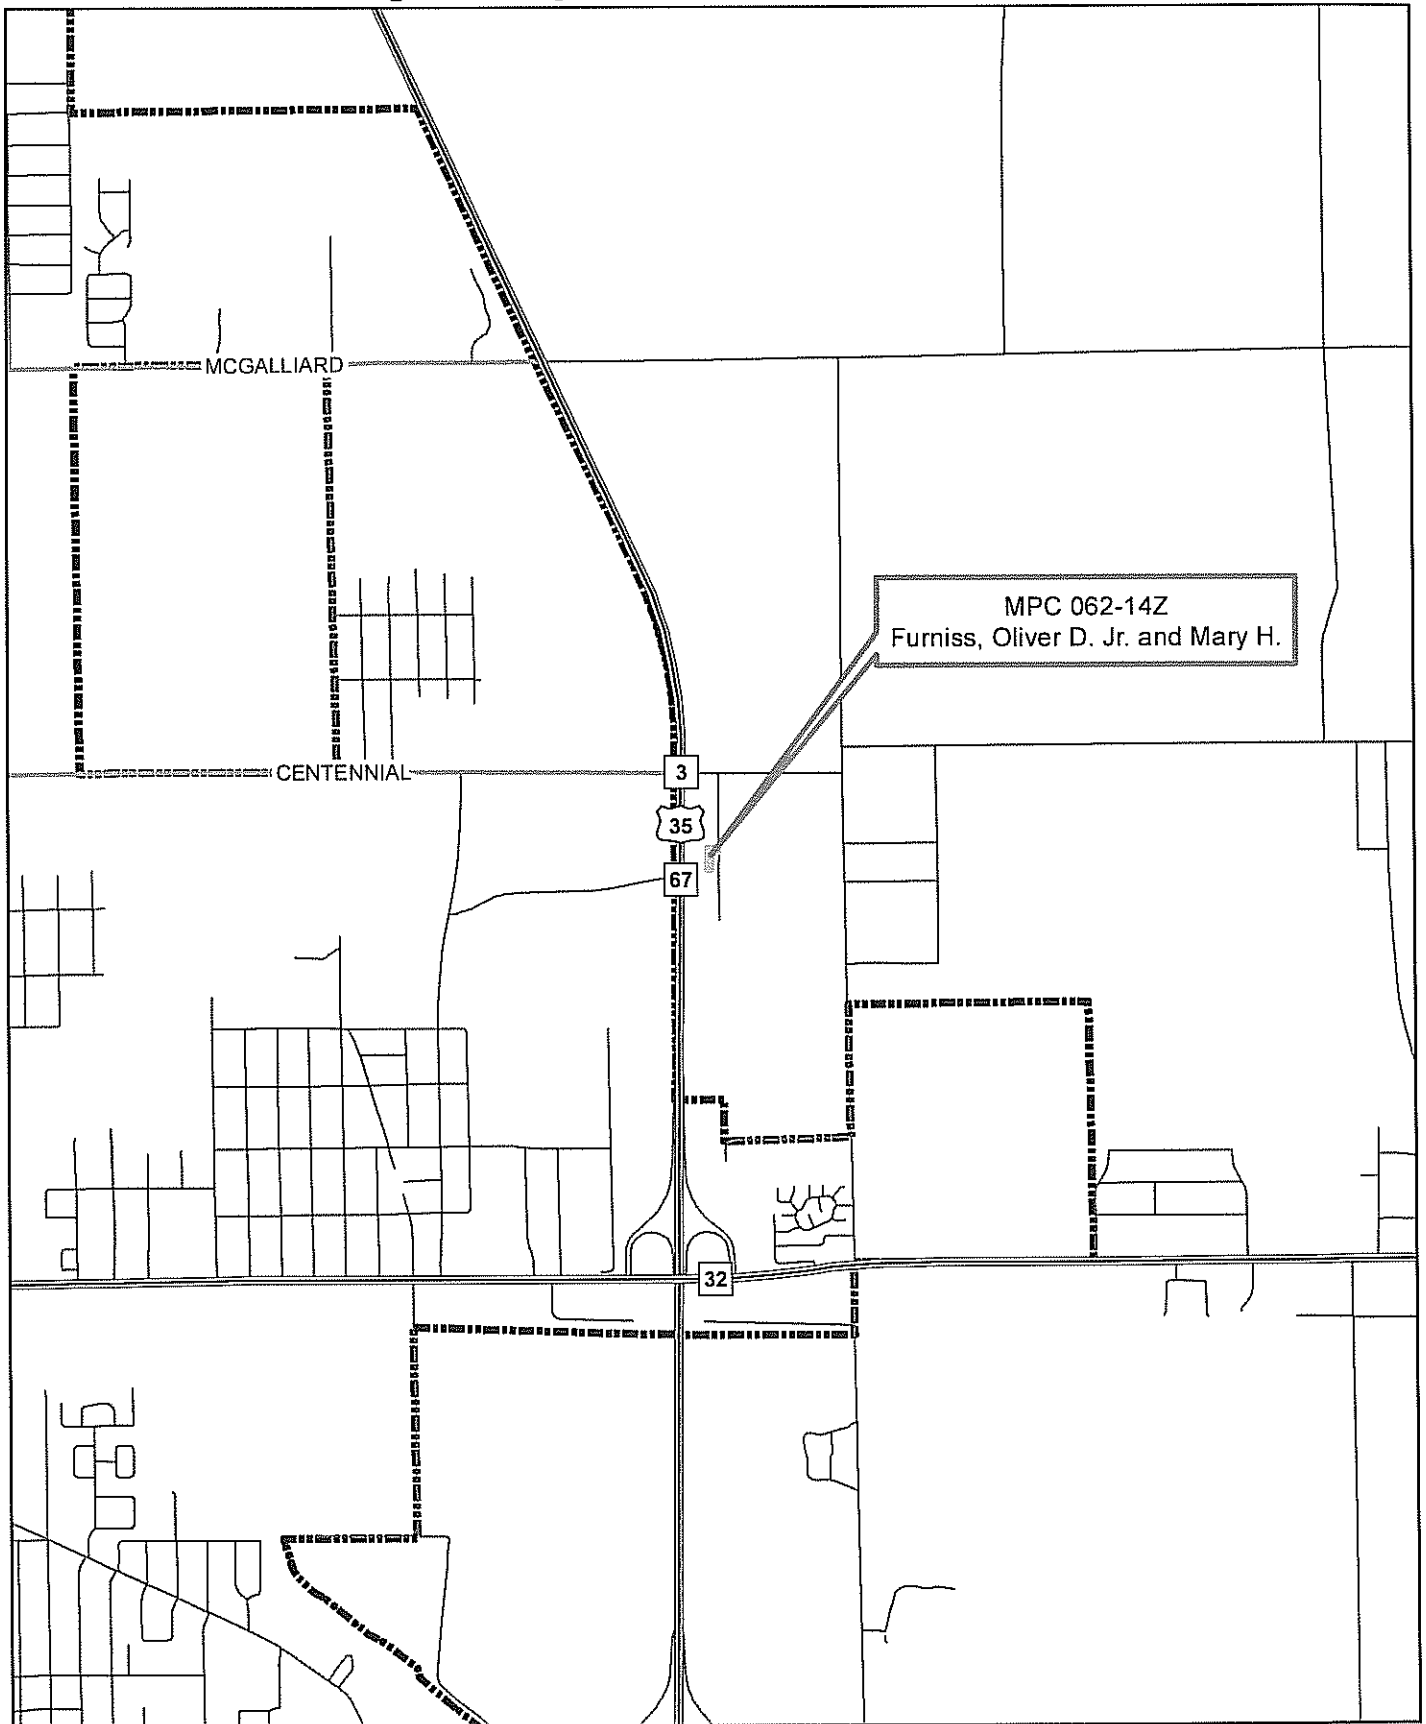 MCGALLIARD
MPC 062-14Z
Furniss, Oliver D. Jr. and Mary H.
CENTENNIAL
3
35
67
32